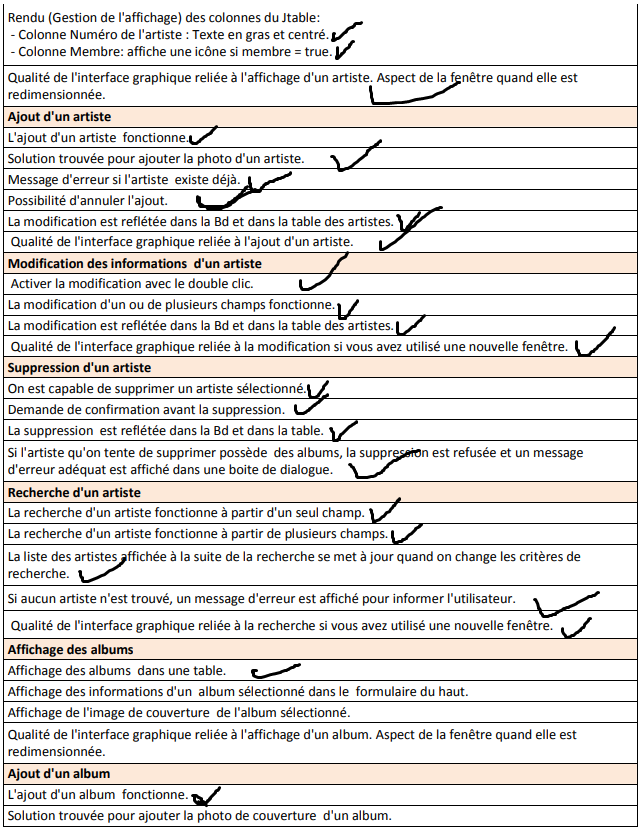 Rendu (Gestion de l'affichage) des colonnes du Jtable:
- Colonne Numéro de l'artiste : Texte en gras et centré.
- Colonne Membre: affiche une icône si membre = true.
Qualité de l'interface graphique reliée à l'affichage d'un artiste. Aspect de la fenêtre quand elle est
redimensionnée.
Ajout d'un artiste
L'ajout d'un artiste fonctionne.
Solution trouvée pour ajouter la photo d'un artiste.
Message d'erreur si l'artiste existe déjà.
Possibilité d'annuler l'ajout.
La modification est reflétée dans la Bd et dans la table des artistes.
Qualité de l'interface graphique reliée à l'ajout d'un artiste.
Modification des informations d'un artiste
Activer la modification avec le double clic.
La modification d'un ou de plusieurs champs fonctionne.
La modification est reflétée dans la Bd et dans la table des artistes.
Qualité de l'interface graphique reliée à la modification si vous avez utilisé une nouvelle fenêtre.
Suppression d'un artiste
On est capable de supprimer un artiste sélectionné.
Demande de confirmation avant la suppression.
La suppression est reflétée dans la Bd et dans la table.
Si l'artiste qu'on tente de supprimer possède des albums, la suppression est refusée et un message
d'erreur adéquat est affiché dans une boite de dialogue.
Recherche d'un artiste
La recherche d'un artiste fonctionne à partir d'un seul champ.
La recherche d'un artiste fonctionne à partir de plusieurs champs.
La liste des artistes affichée à la suite de la recherche se met à jour quand on change les critères de
recherche.
Si aucun artiste n'est trouvé, un message d'erreur est affiché pour informer l'utilisateur.
Qualité de l'interface graphique reliée à la recherche si vous avez utilisé une nouvelle fenêtre.
Affichage des albums
Affichage des albums dans une table.
Affichage des informations d'un album sélectionné dans le formulaire du haut.
Affichage de l'image de couverture de l'album sélectionné.
Qualité de l'interface graphique reliée à l'affichage d'un album. Aspect de la fenêtre quand elle est
redimensionnée.
Ajout d'un album
L'ajout d'un album fonctionne.
Solution trouvée pour ajouter la photo de couverture d'un album.